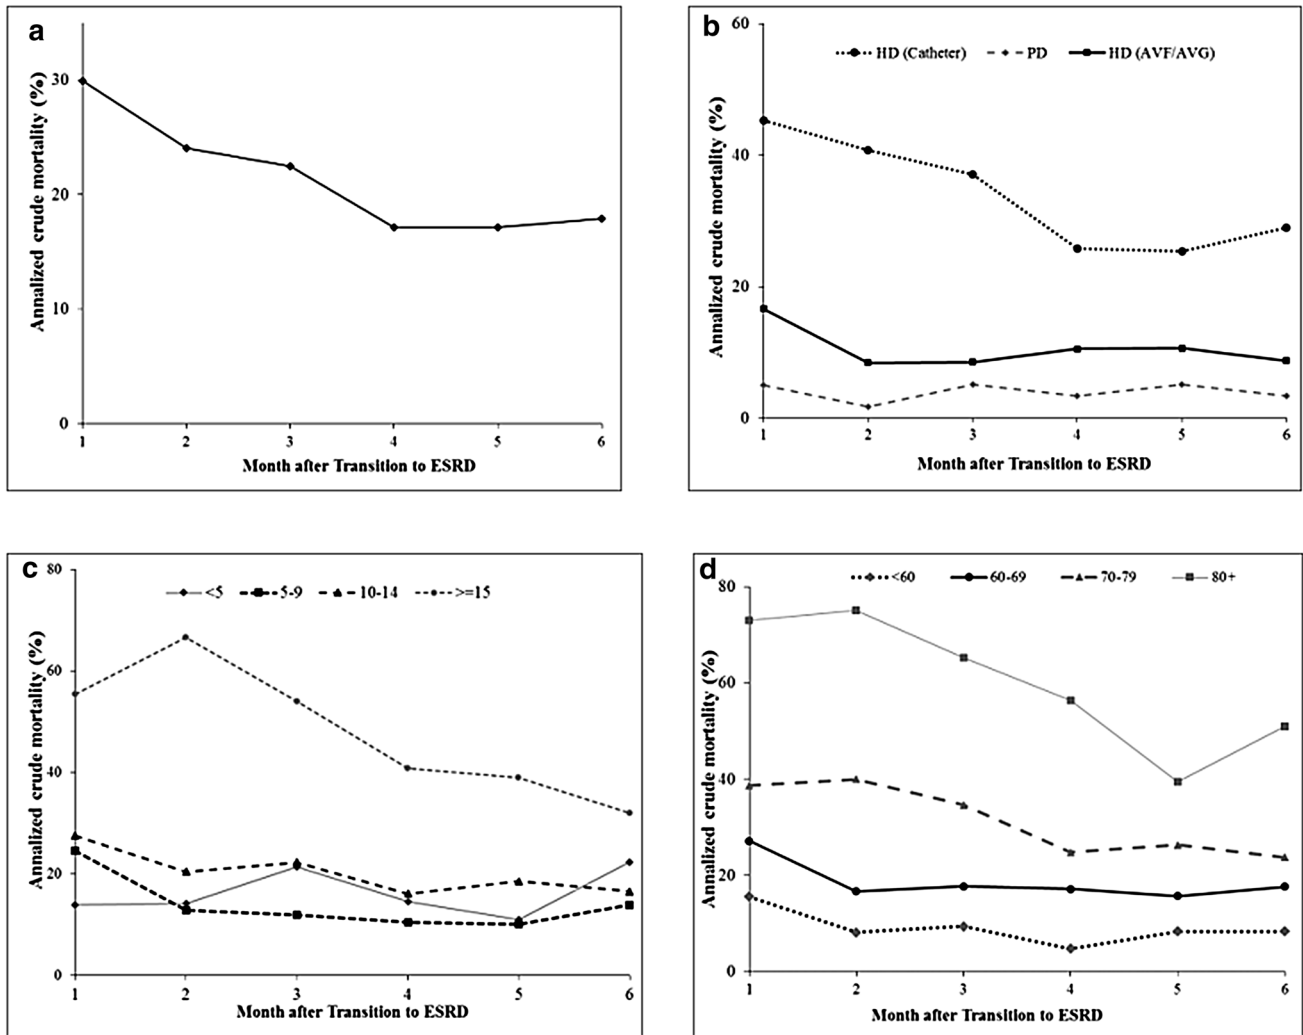 a
Annalized crude mortality (%)
30
20
10
0
1 2 3 4 5 6
Month after Transition to ESRD
b
HD (Catheter) PD HD (AVF/AVG)
Annalized crude mortality (%)
60
40
20
0
1 2 3 4 5 6
Month after Transition to ESRD
c
<5 5-9 10-14 >=15
Annalized crude mortality (%)
80
60
40
20
0
1 2 3 4 5 6
Month after Transition to ESRD
d
<60 60-69 70-79 80+
Annalized crude mortality (%)
80
60
40
20
0
1 2 3 4 5 6
Month after Transition to ESRD